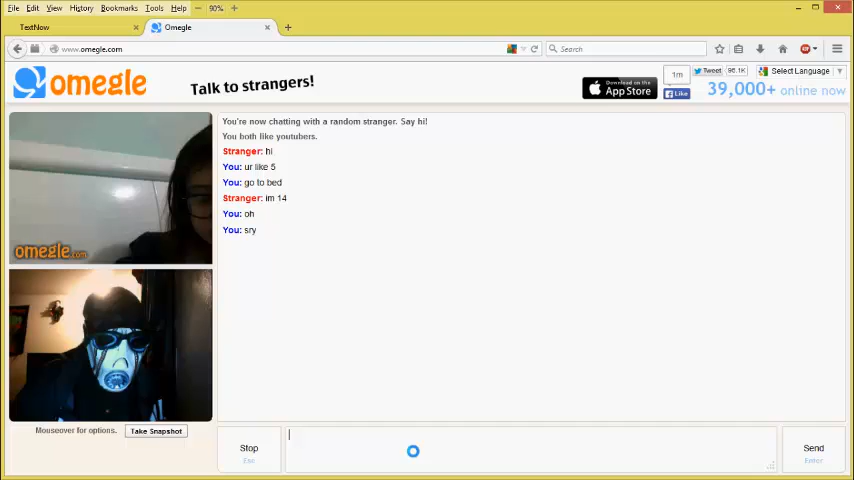 File Edit View History Bookmarks Tools Help - 90% +
TextNow × Omegle × +
www.omegle.com Search
omegle Talk to strangers! Download on the App Store 1m Like Tweet 96.1K Select Language
39,000+ online now
You're now chatting with a random stranger. Say hi!
You both like youtubers.
Stranger: hi
You: ur like 5
You: go to bed
Stranger: im 14
You: oh
You: sry
omegle.com
Mouseover for options. Take Snapshot
Stop
Esc
Send
Enter